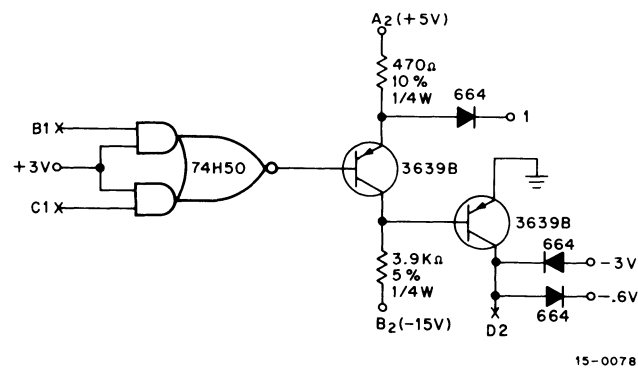 A2(+5V)
470Ω
10%
1/4W
664
1
B1
+3V
74H50
C1
3639B
3639B
664
-3V
3.9KΩ
5%
1/4W
-.6V
664
B2(-15V)
D2
15-0078